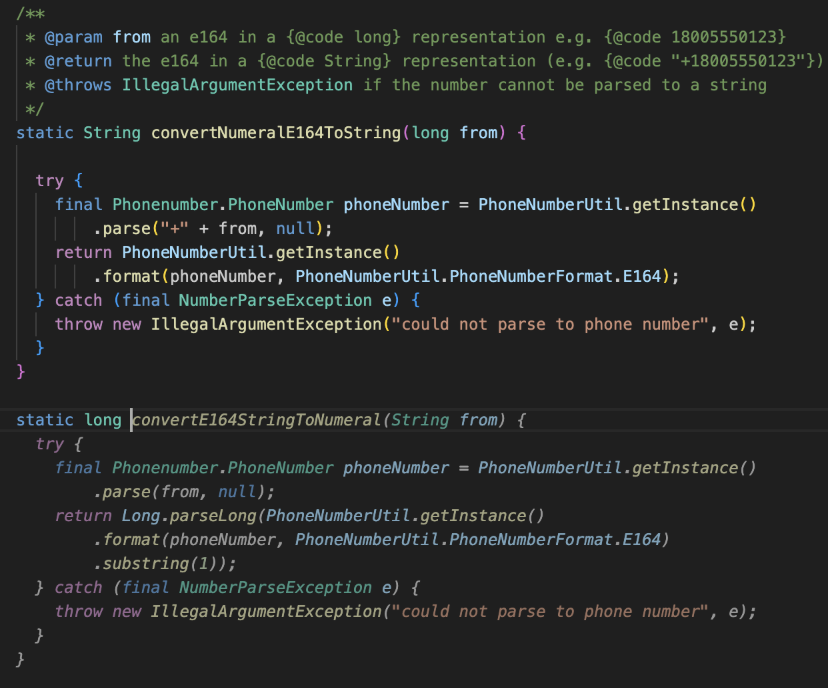 /**
 * @param from an e164 in a {@code long} representation e.g. {@code 18005550123}
 * @return the e164 in a {@code String} representation (e.g. {@code "+18005550123"})
 * @throws IllegalArgumentException if the number cannot be parsed to a string
 */
static String convertNumeralE164ToString(long from) {

  try {
    final Phonenumber.PhoneNumber phoneNumber = PhoneNumberUtil.getInstance()
        .parse("+" + from, null);
    return PhoneNumberUtil.getInstance()
        .format(phoneNumber, PhoneNumberUtil.PhoneNumberFormat.E164);
  } catch (final NumberParseException e) {
    throw new IllegalArgumentException("could not parse to phone number", e);
  }
}

static long convertE164StringToNumeral(String from) {
  try {
    final Phonenumber.PhoneNumber phoneNumber = PhoneNumberUtil.getInstance()
        .parse(from, null);
    return Long.parseLong(PhoneNumberUtil.getInstance()
        .format(phoneNumber, PhoneNumberUtil.PhoneNumberFormat.E164)
        .substring(1));
  } catch (final NumberParseException e) {
    throw new IllegalArgumentException("could not parse to phone number", e);
  }
}